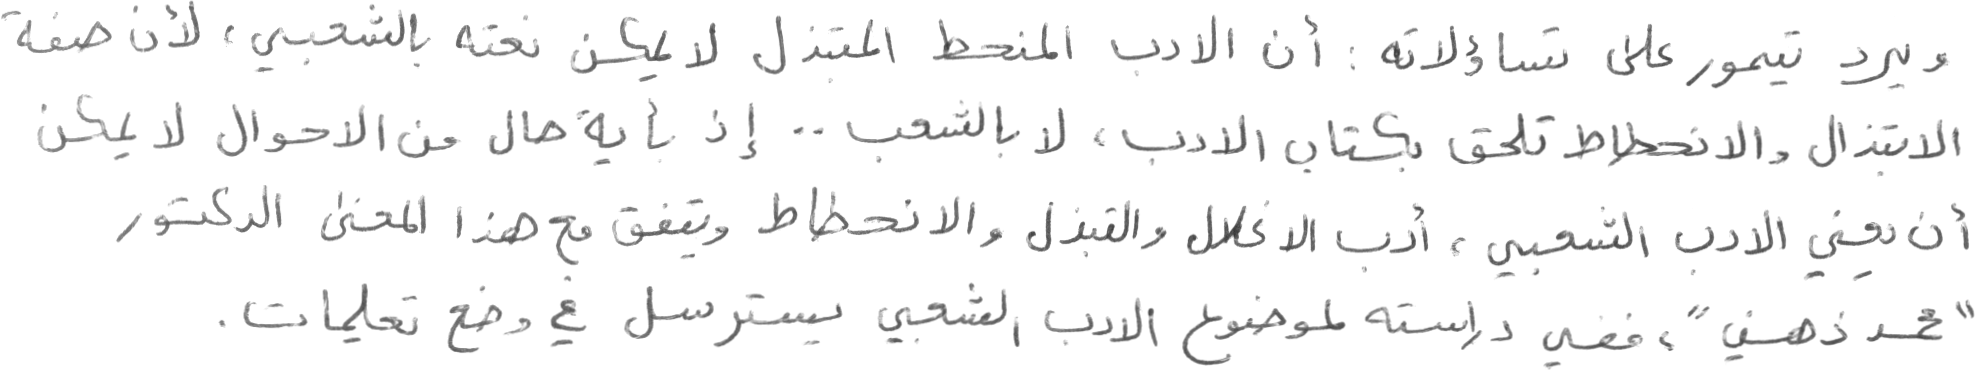 ويرد تيمور على تساؤلاته : أن الادب المنحط المبتذل لا يمكن نعته بالشعبي ، لأن صفة
الابتذال والانحطاط تلحق بكتاب الادب ، لا بالشعب .. إذ بأية حال من الاحوال لا يمكن
أن يعني الادب الشعبي ، أدب الانحلال والتبذل والانحطاط ويتفق مع هذا المعنى الدكتور
"محمد ذهني" ، ففي دراسته لموضوع الادب الشعبي يسترسل في وضع تعليمات .